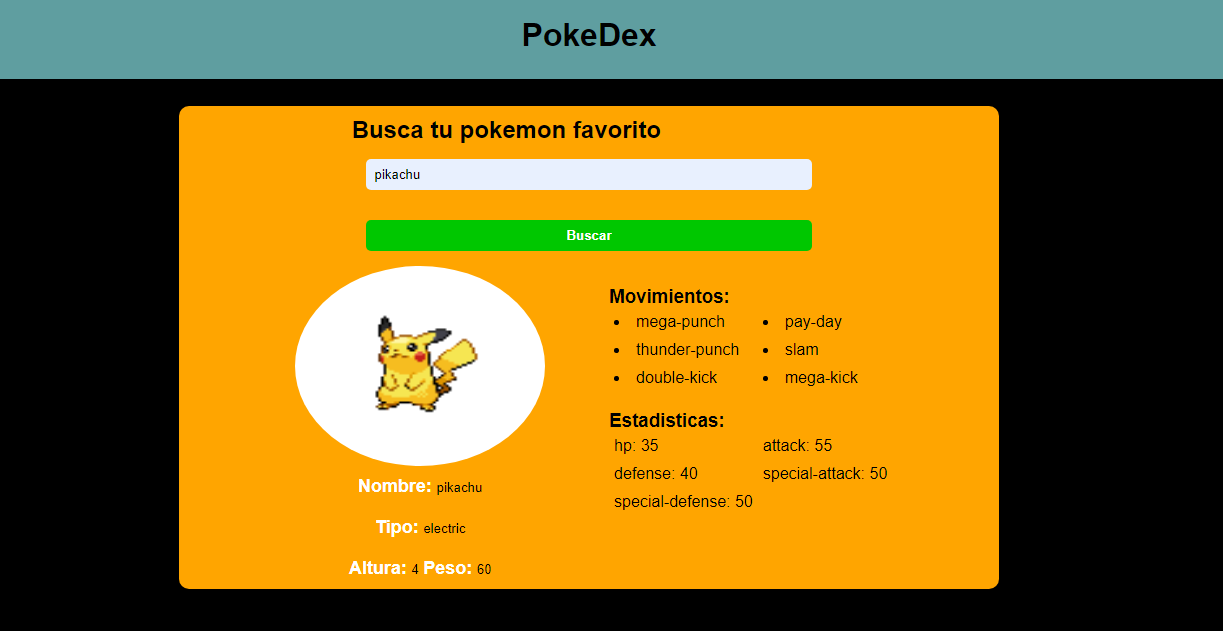 PokeDex
Busca tu pokemon favorito
pikachu
Buscar
Nombre: pikachu
Tipo: electric
Altura: 4 Peso: 60
Movimientos:
mega-punch pay-day
thunder-punch slam
double-kick mega-kick
Estadisticas:
hp: 35 attack: 55
defense: 40 special-attack: 50
special-defense: 50